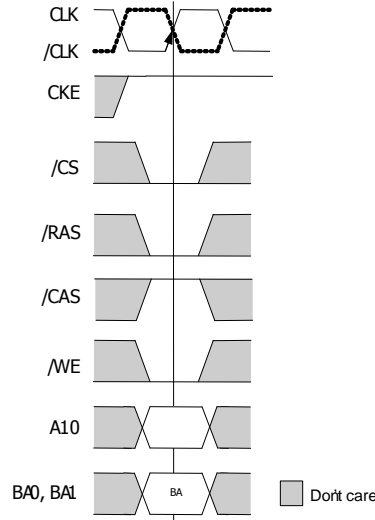 CLK
/CLK
CKE
/CS
/RAS
/CAS
/WE
A10
BA0, BA1
BA
Don't care